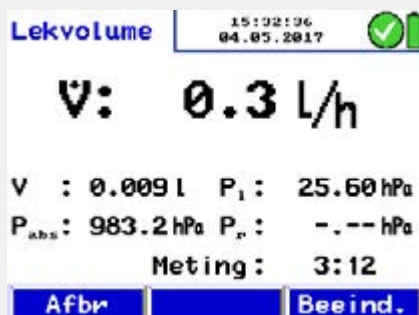 Lekvolume
15:32:36
04.05.2017
V̇: 0.3 l/h
V : 0.009 l P₁: 25.60 hPa
Pabs: 983.2 hPa Pr: -.-- hPa
Meting: 3:12
Afbr Beeind.